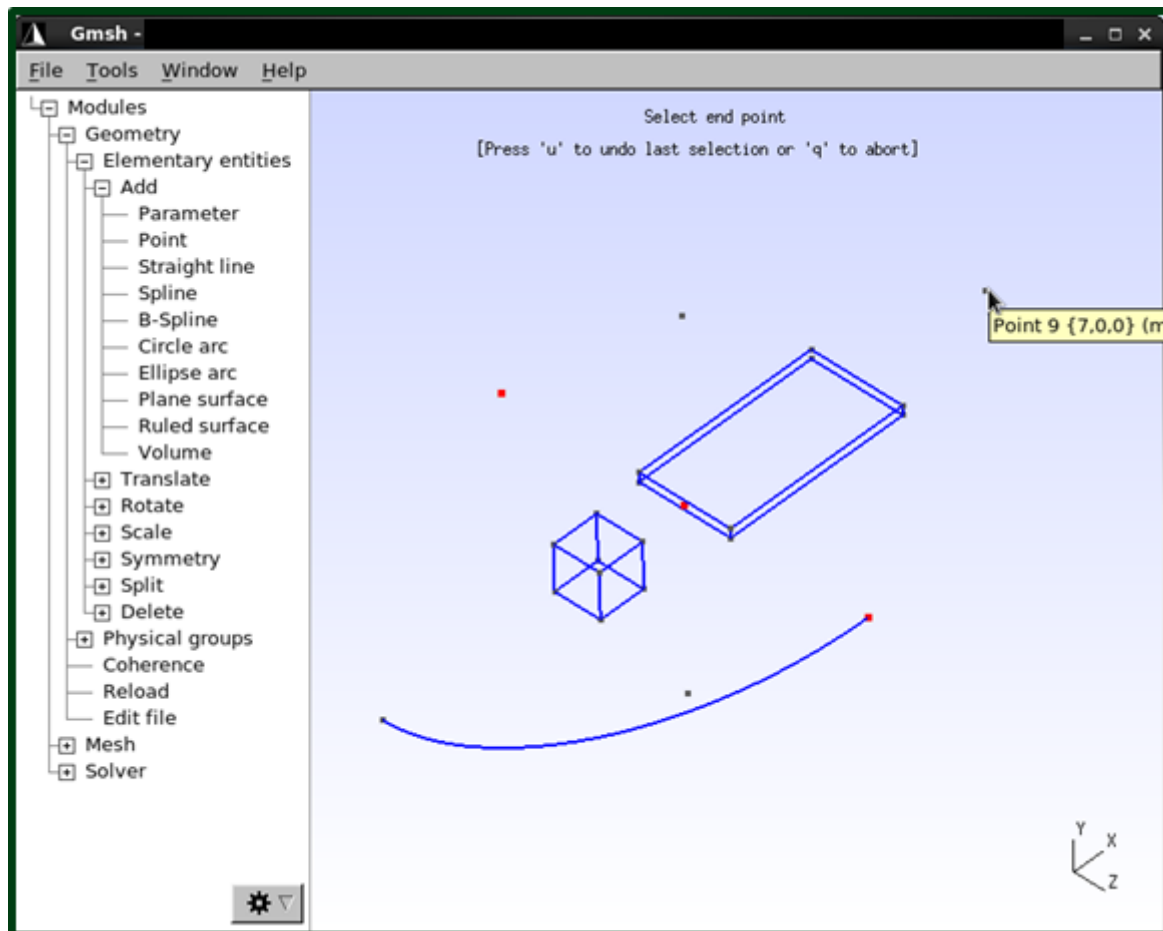 Gmsh -
File Tools Window Help
Modules
Geometry
Elementary entities
Add
Parameter
Point
Straight line
Spline
B-Spline
Circle arc
Ellipse arc
Plane surface
Ruled surface
Volume
Translate
Rotate
Scale
Symmetry
Split
Delete
Physical groups
Coherence
Reload
Edit file
Mesh
Solver
Select end point
[Press 'u' to undo last selection or 'q' to abort]
Point 9 {7,0,0} (m
Y
X
Z